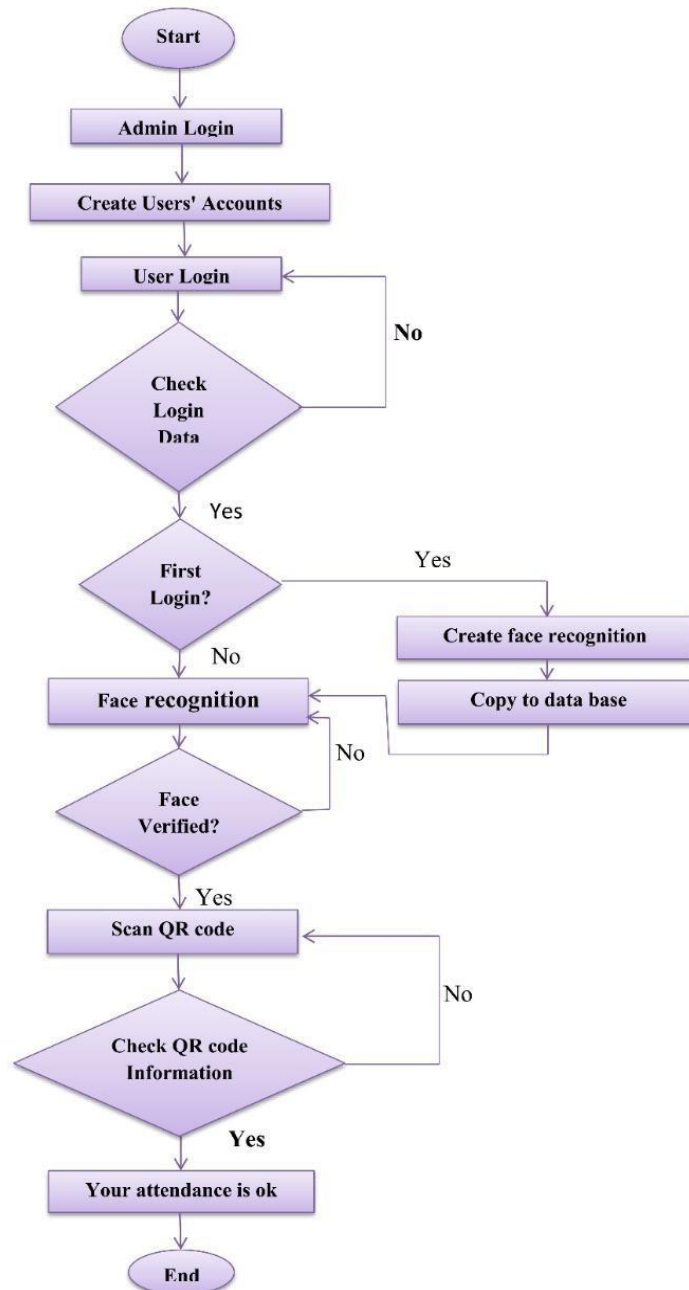 Start
Admin Login
Create Users' Accounts
User Login
No
Check
Login
Data
Yes
First
Login?
Yes
Create face recognition
No
Face recognition
Copy to data base
No
Face
Verified?
Yes
Scan QR code
No
Check QR code
Information
Yes
Your attendance is ok
End